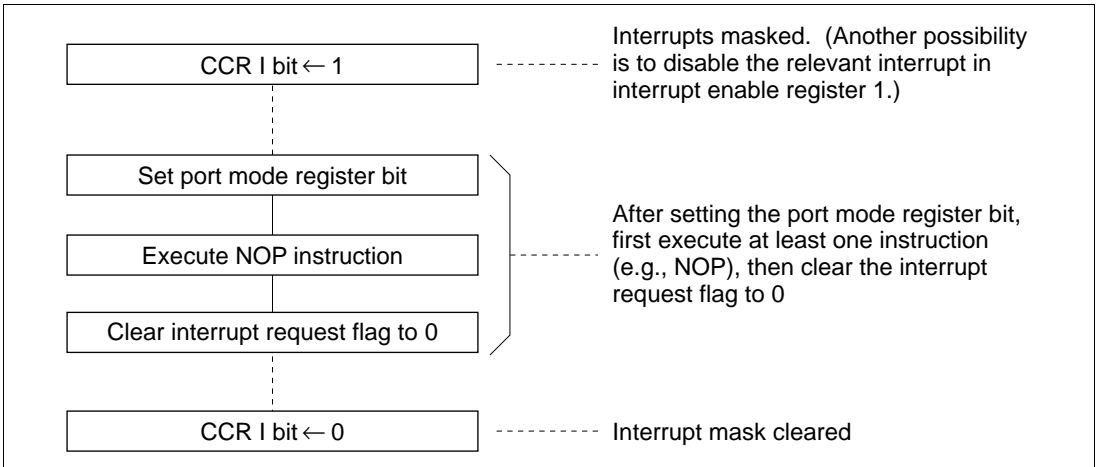 CCR I bit ← 1
Interrupts masked.  (Another possibility
is to disable the relevant interrupt in
interrupt enable register 1.)
Set port mode register bit
Execute NOP instruction
Clear interrupt request flag to 0
After setting the port mode register bit,
first execute at least one instruction
(e.g., NOP), then clear the interrupt
request flag to 0
CCR I bit ← 0
Interrupt mask cleared